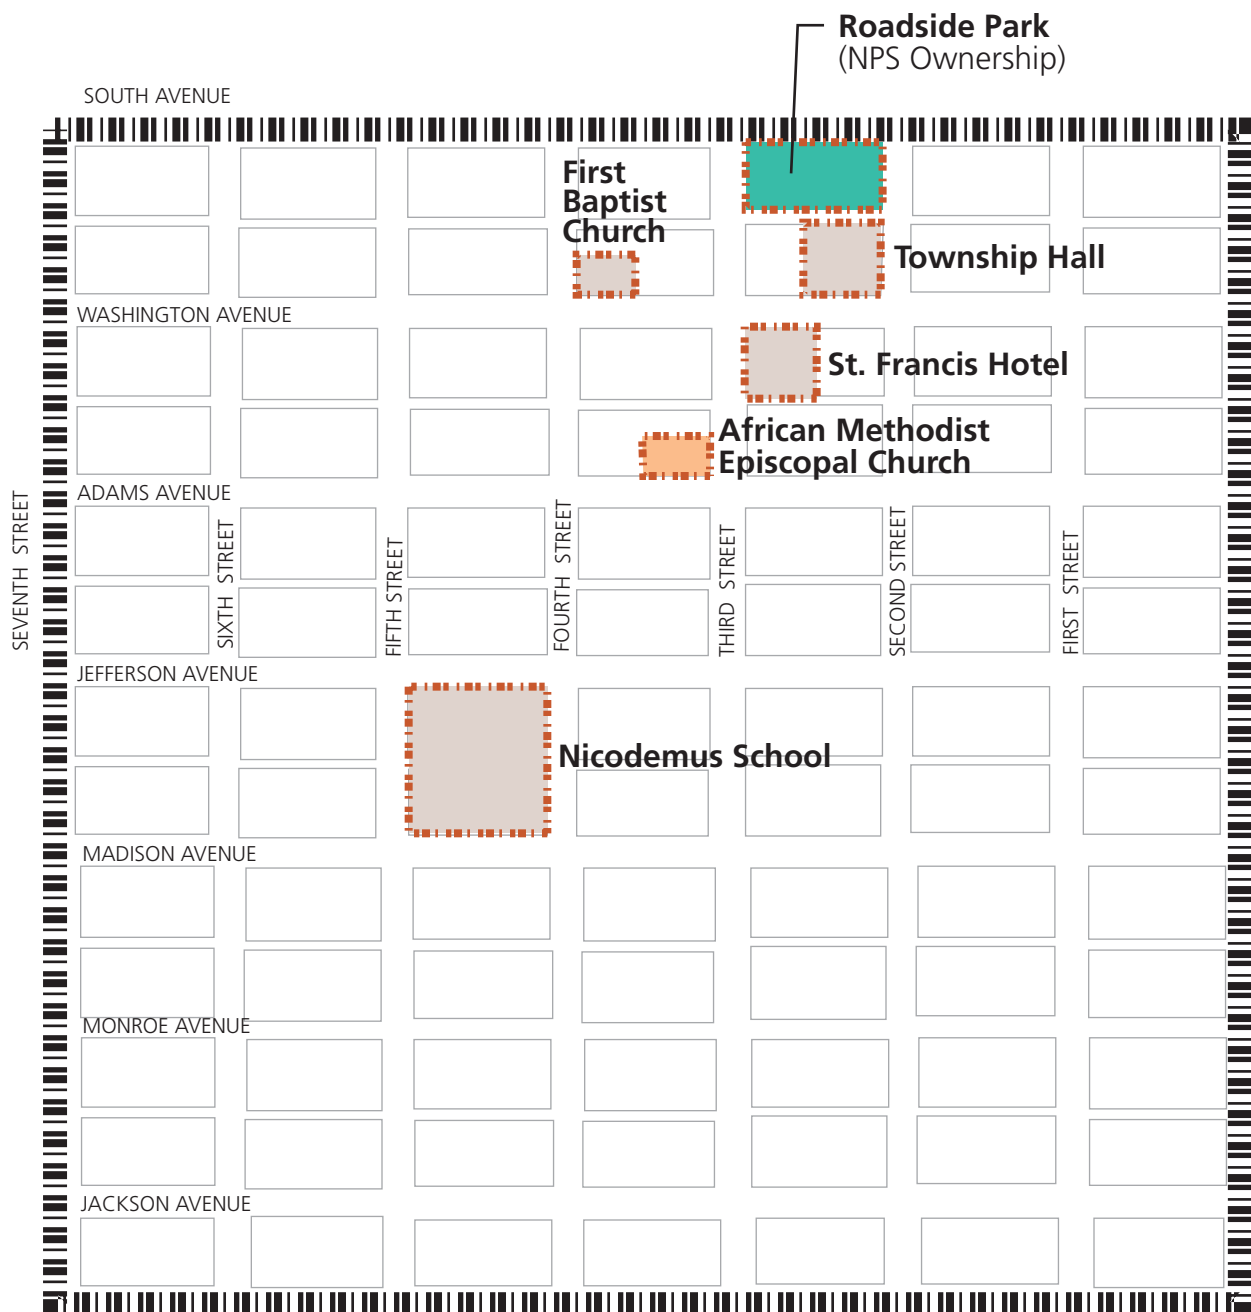 Roadside Park
(NPS Ownership)
SOUTH AVENUE
First
Baptist
Church
Township Hall
WASHINGTON AVENUE
St. Francis Hotel
African Methodist
Episcopal Church
ADAMS AVENUE
SEVENTH STREET
SIXTH STREET
FIFTH STREET
FOURTH STREET
THIRD STREET
SECOND STREET
FIRST STREET
JEFFERSON AVENUE
Nicodemus School
MADISON AVENUE
MONROE AVENUE
JACKSON AVENUE